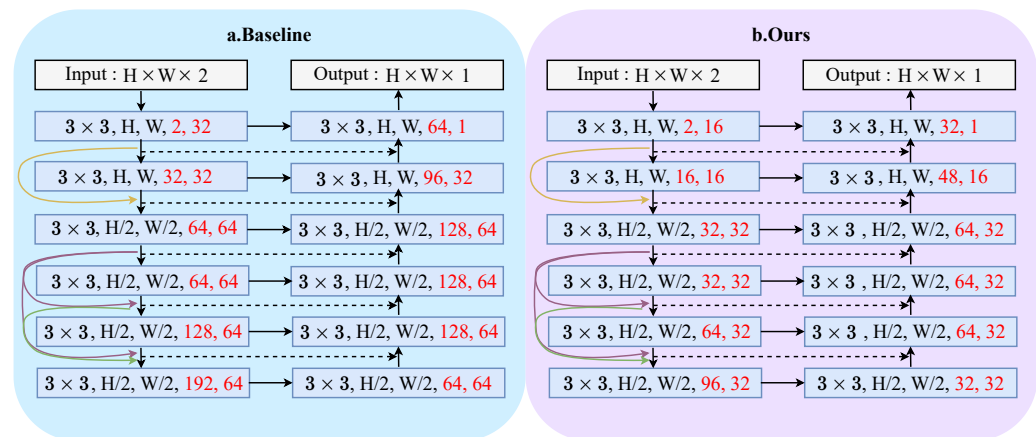 a.Baseline
Input : H × W × 2
Output : H × W × 1
3 × 3, H, W, 2, 32
3 × 3, H, W, 64, 1
3 × 3, H, W, 32, 32
3 × 3, H, W, 96, 32
3 × 3, H/2, W/2, 64, 64
3 × 3, H/2, W/2, 128, 64
3 × 3, H/2, W/2, 64, 64
3 × 3, H/2, W/2, 128, 64
3 × 3, H/2, W/2, 128, 64
3 × 3, H/2, W/2, 128, 64
3 × 3, H/2, W/2, 192, 64
3 × 3, H/2, W/2, 64, 64
b.Ours
Input : H × W × 2
Output : H × W × 1
3 × 3, H, W, 2, 16
3 × 3, H, W, 32, 1
3 × 3, H, W, 16, 16
3 × 3 , H, W, 48, 16
3 × 3, H/2, W/2, 32, 32
3 × 3 , H/2, W/2, 64, 32
3 × 3, H/2, W/2, 32, 32
3 × 3 , H/2, W/2, 64, 32
3 × 3, H/2, W/2, 64, 32
3 × 3 , H/2, W/2, 64, 32
3 × 3, H/2, W/2, 96, 32
3 × 3 , H/2, W/2, 32, 32